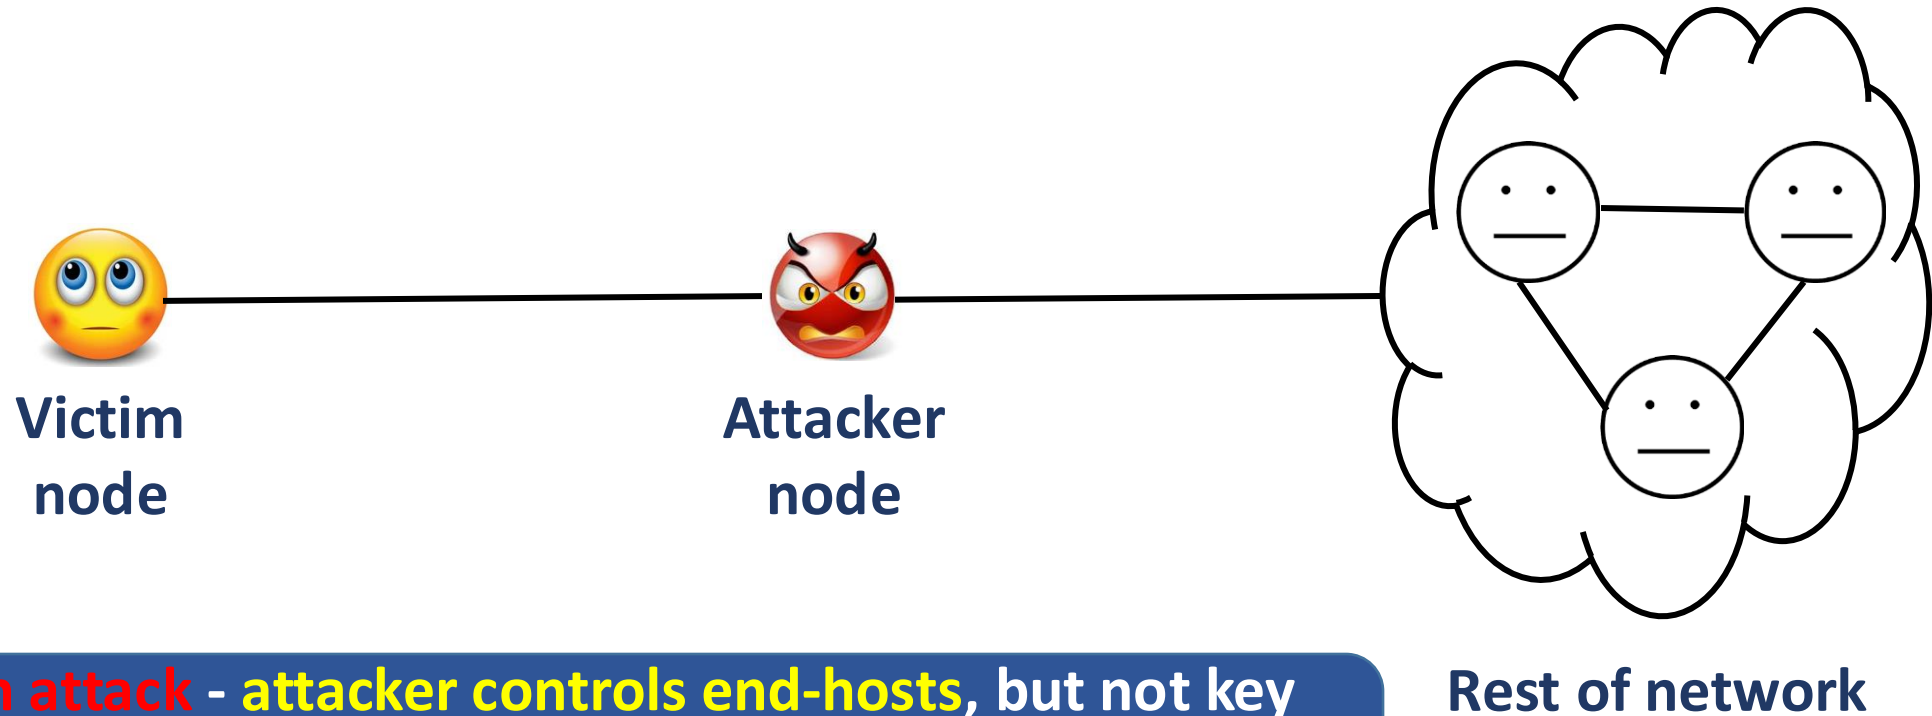 Victim
node
Attacker
node
attack - attacker controls end-hosts, but not key
Rest of network